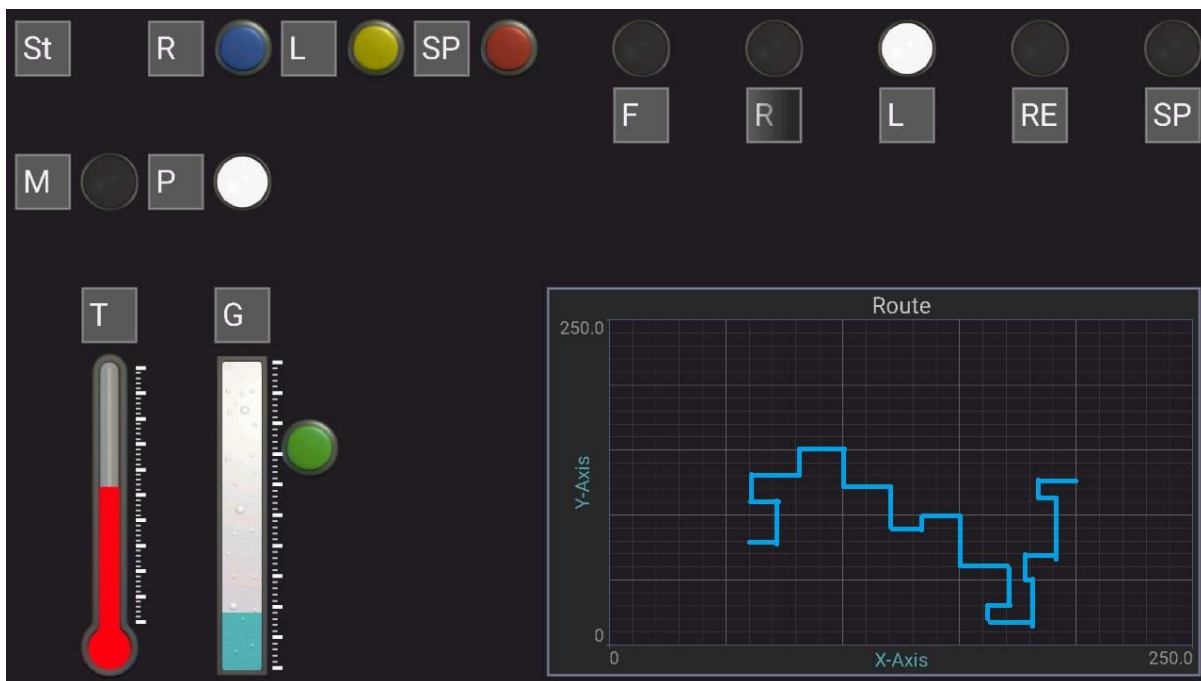 St R L SP
F R L RE SP
M P
T G
Route
250.0
Y-Axis
0
0 X-Axis 250.0